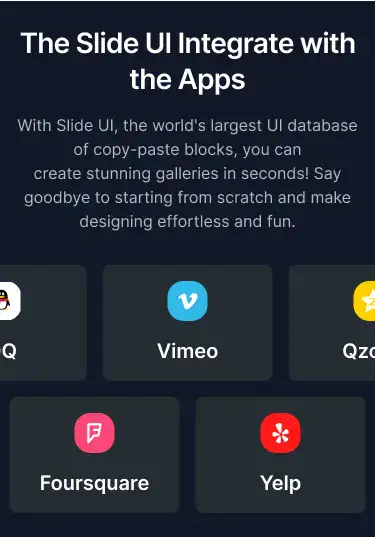 The Slide UI Integrate with
the Apps
With Slide UI, the world's largest UI database
of copy-paste blocks, you can
create stunning galleries in seconds! Say
goodbye to starting from scratch and make
designing effortless and fun.
Q Vimeo Qzo
Foursquare Yelp